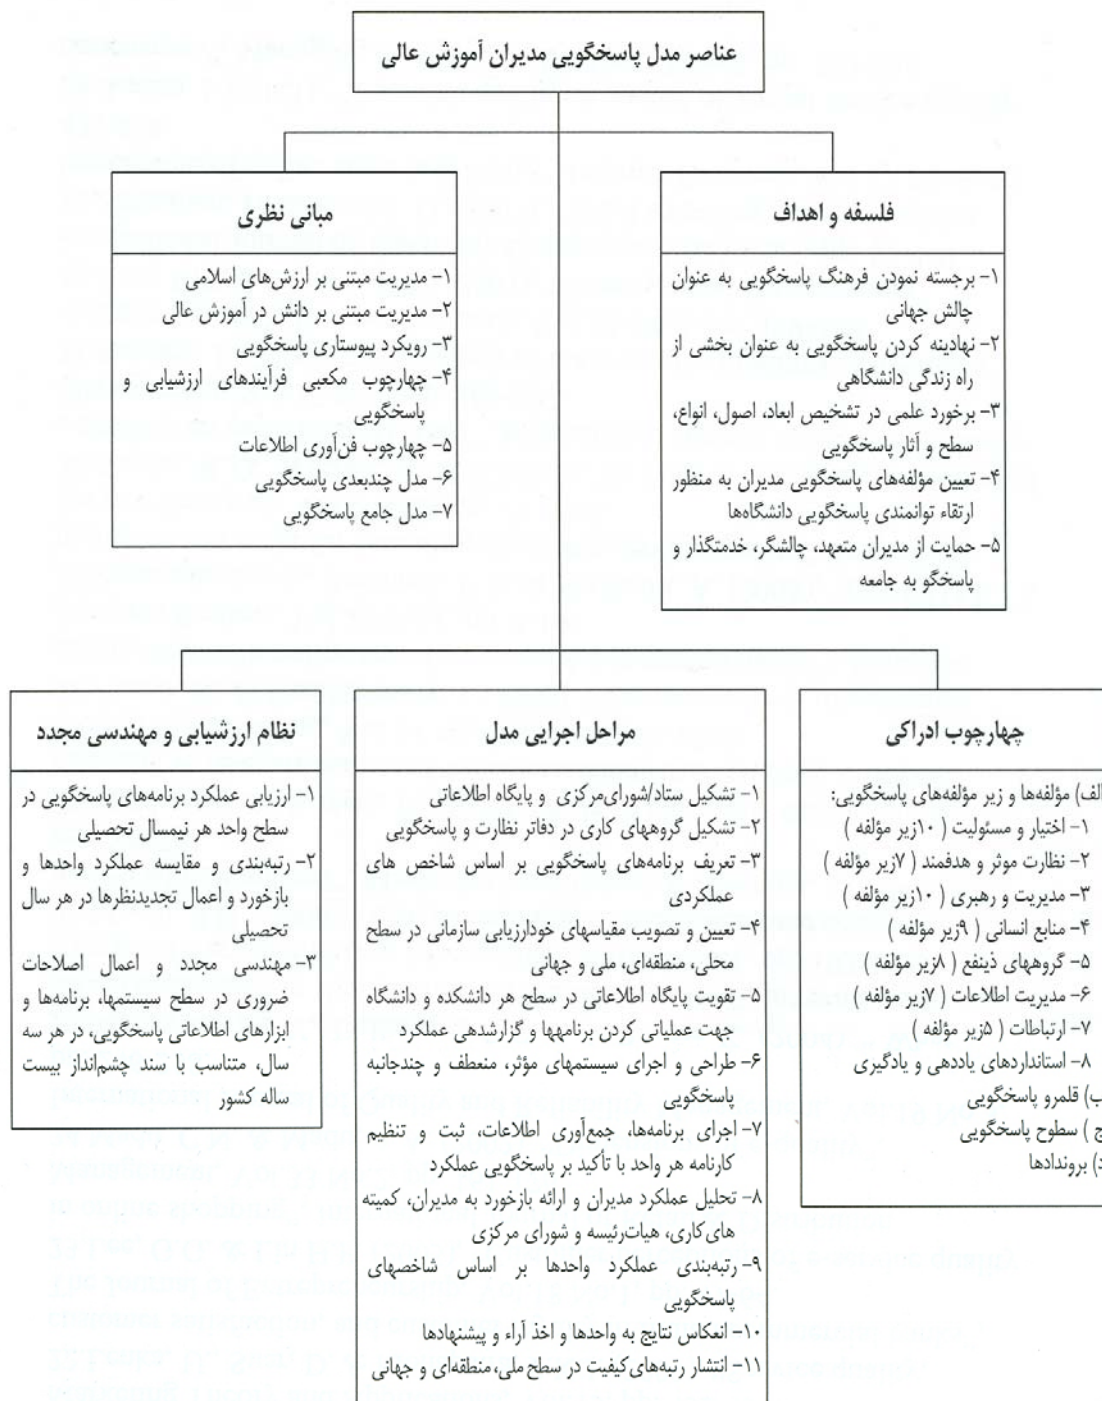 عناصر مدل پاسخگویی مدیران آموزش عالی
فلسفه و اهداف
۱- برجسته نمودن فرهنگ پاسخگویی به عنوان
چالش جهانی
۲- نهادینه کردن پاسخگویی به عنوان بخشی از
راه زندگی دانشگاهی
۳- برخورد علمی در تشخیص ابعاد، اصول، انواع،
سطح و آثار پاسخگویی
۴- تعیین مؤلفه‌های پاسخگویی مدیران به منظور
ارتقاء توانمندی پاسخگویی دانشگاه‌ها
۵- حمایت از مدیران متعهد، چالشگر، خدمتگذار و
پاسخگو به جامعه
مبانی نظری
۱- مدیریت مبتنی بر ارزش‌های اسلامی
۲- مدیریت مبتنی بر دانش در آموزش عالی
۳- رویکرد پیوستاری پاسخگویی
۴- چهارچوب مکعبی فرآیندهای ارزشیابی و
پاسخگویی
۵- چهارچوب فن‌آوری اطلاعات
۶- مدل چندبعدی پاسخگویی
۷- مدل جامع پاسخگویی
چهارچوب ادراکی
الف) مؤلفه‌ها و زیر مؤلفه‌های پاسخگویی:
۱- اختیار و مسئولیت ( ۱۰زیر مؤلفه )
۲- نظارت موثر و هدفمند ( ۷زیر مؤلفه )
۳- مدیریت و رهبری ( ۱۰زیر مؤلفه )
۴- منابع انسانی ( ۹زیر مؤلفه )
۵- گروههای ذینفع ( ۸زیر مؤلفه )
۶- مدیریت اطلاعات ( ۷زیر مؤلفه )
۷- ارتباطات ( ۵زیر مؤلفه )
۸- استانداردهای یاددهی و یادگیری
ب) قلمرو پاسخگویی
ج ) سطوح پاسخگویی
د) بروندادها
مراحل اجرایی مدل
۱- تشکیل ستاد/شورای‌مرکزی و پایگاه اطلاعاتی
۲- تشکیل گروههای کاری در دفاتر نظارت و پاسخگویی
۳- تعریف برنامه‌های پاسخگویی بر اساس شاخص های
عملکردی
۴- تعیین و تصویب مقیاسهای خودارزیابی سازمانی در سطح
محلی، منطقه‌ای، ملی و جهانی
۵- تقویت پایگاه اطلاعاتی در سطح هر دانشکده و دانشگاه
جهت عملیاتی کردن برنامهها و گزارشدهی عملکرد
۶- طراحی و اجرای سیستمهای مؤثر، منعطف و چندجانبه
پاسخگویی
۷- اجرای برنامه‌ها، جمع‌آوری اطلاعات، ثبت و تنظیم
کارنامه هر واحد با تأکید بر پاسخگویی عملکرد
۸- تحلیل عملکرد مدیران و ارائه بازخورد به مدیران، کمیته
های‌کاری، هیات‌رئیسه و شورای مرکزی
۹- رتبه‌بندی عملکرد واحدها بر اساس شاخصهای
پاسخگویی
۱۰- انعکاس نتایج به واحدها و اخذ آراء و پیشنهادها
۱۱- انتشار رتبه‌های‌کیفیت در سطح ملی،منطقه‌ای و جهانی
نظام ارزشیابی و مهندسی مجدد
۱- ارزیابی عملکرد برنامه‌های پاسخگویی در
سطح واحد هر نیمسال تحصیلی
۲- رتبه‌بندی و مقایسه عملکرد واحدها و
بازخورد و اعمال تجدیدنظرها در هر سال
تحصیلی
۳- مهندسی مجدد و اعمال اصلاحات
ضروری در سطح سیستمها، برنامه‌ها و
ابزارهای اطلاعاتی پاسخگویی، در هر سه
سال، متناسب با سند چشم‌انداز بیست
ساله کشور